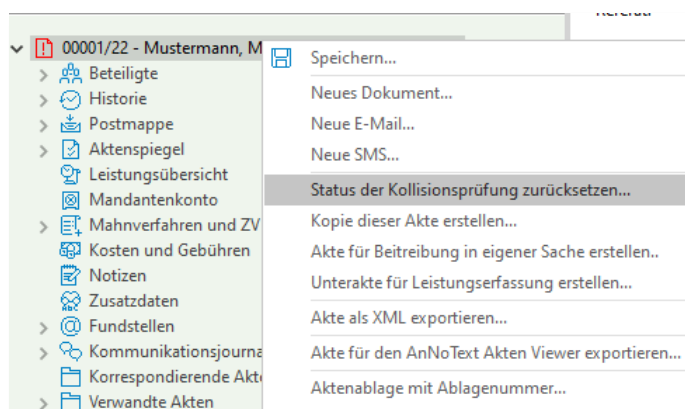 00001/22 - Mustermann, M
Beteiligte
Historie
Postmappe
Aktenspiegel
Leistungsübersicht
Mandantenkonto
Mahnverfahren und ZV
Kosten und Gebühren
Notizen
Zusatzdaten
Fundstellen
Kommunikationsjourna
Korrespondierende Akt
Verwandte Akten
Speichern...
Neues Dokument...
Neue E-Mail...
Neue SMS...
Status der Kollisionsprüfung zurücksetzen...
Kopie dieser Akte erstellen...
Akte für Beitreibung in eigener Sache erstellen..
Unterakte für Leistungserfassung erstellen...
Akte als XML exportieren...
Akte für den AnNoText Akten Viewer exportieren...
Aktenablage mit Ablagenummer...